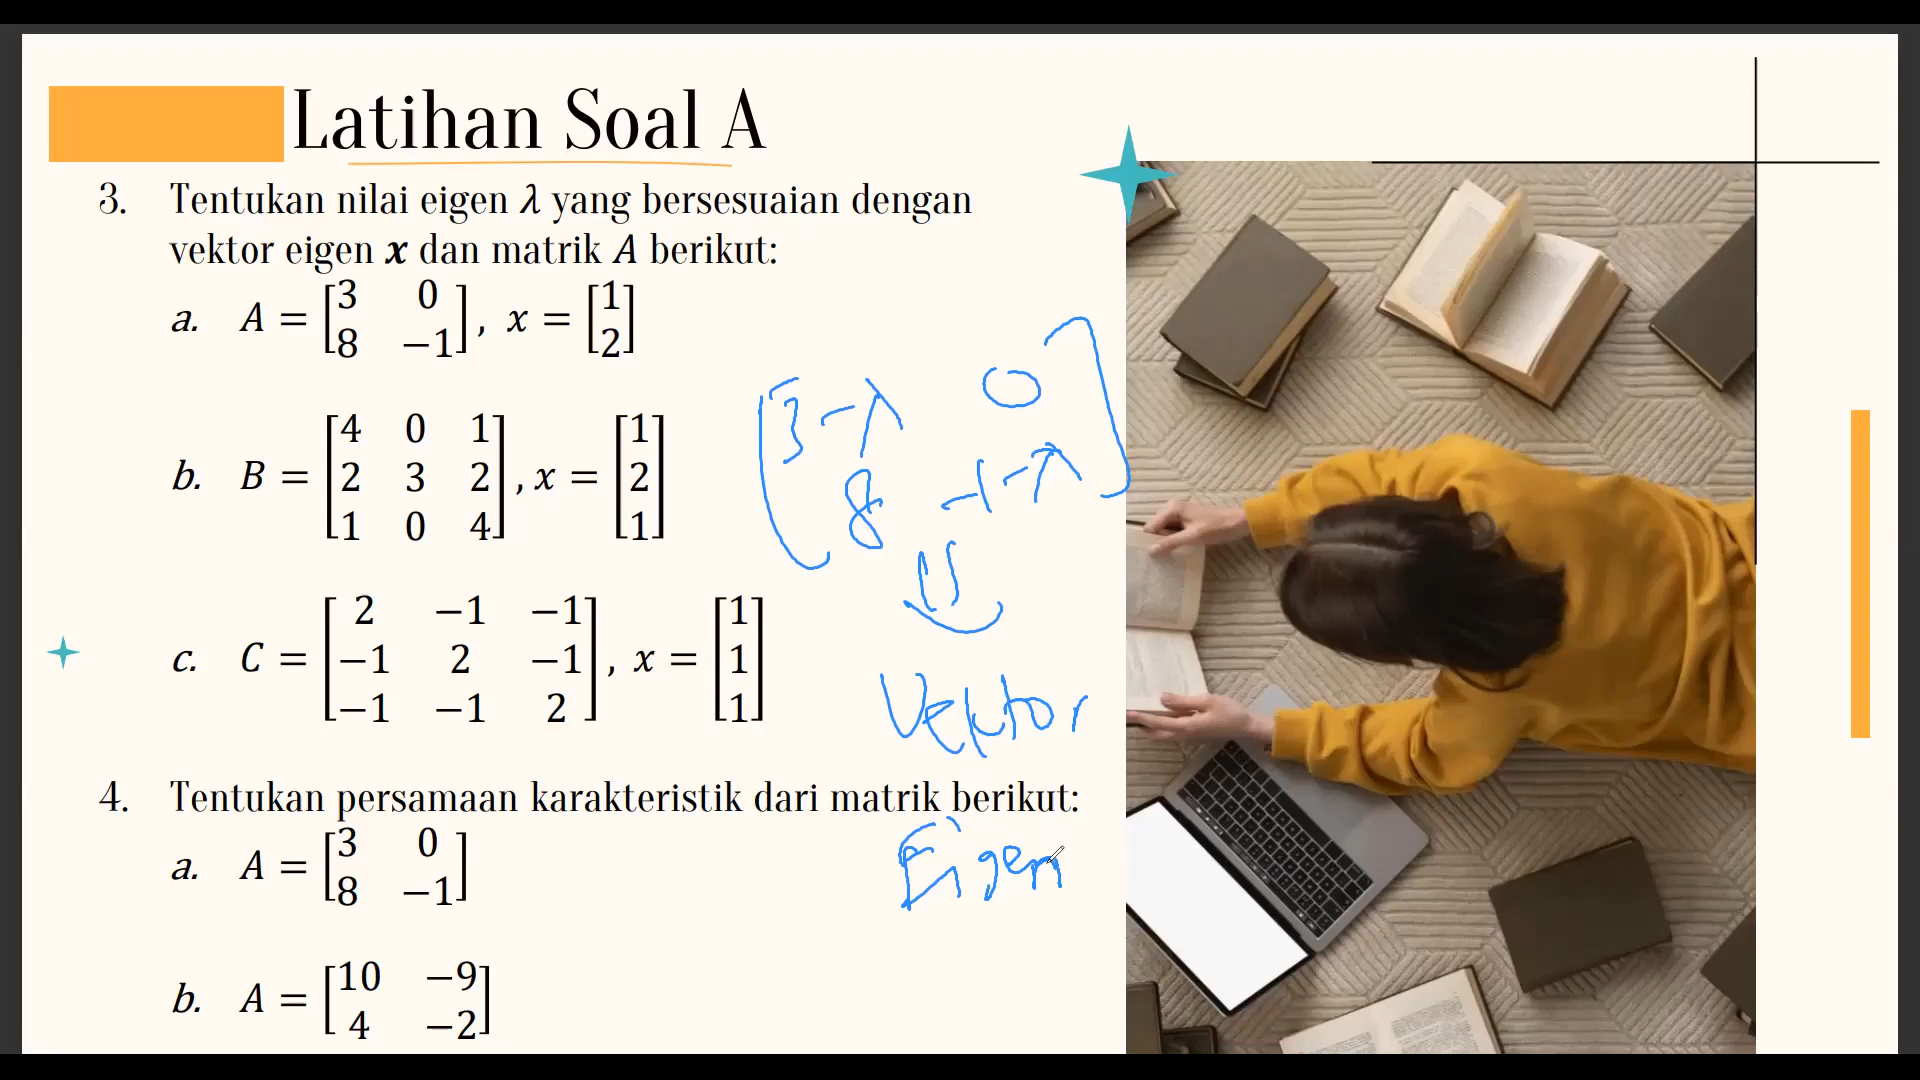 Latihan Soal A
3. Tentukan nilai eigen λ yang bersesuaian dengan
vektor eigen x dan matrik A berikut:
a. A = [3 0; 8 −1], x = [1; 2]
[3-λ 0
8 -1-λ]
b. B = [4 0 1; 2 3 2; 1 0 4], x = [1; 2; 1]
c. C = [2 −1 −1; −1 2 −1; −1 −1 2], x = [1; 1; 1]
Vektor
4. Tentukan persamaan karakteristik dari matrik berikut:
Eigen
a. A = [3 0; 8 −1]
b. A = [10 −9; 4 −2]